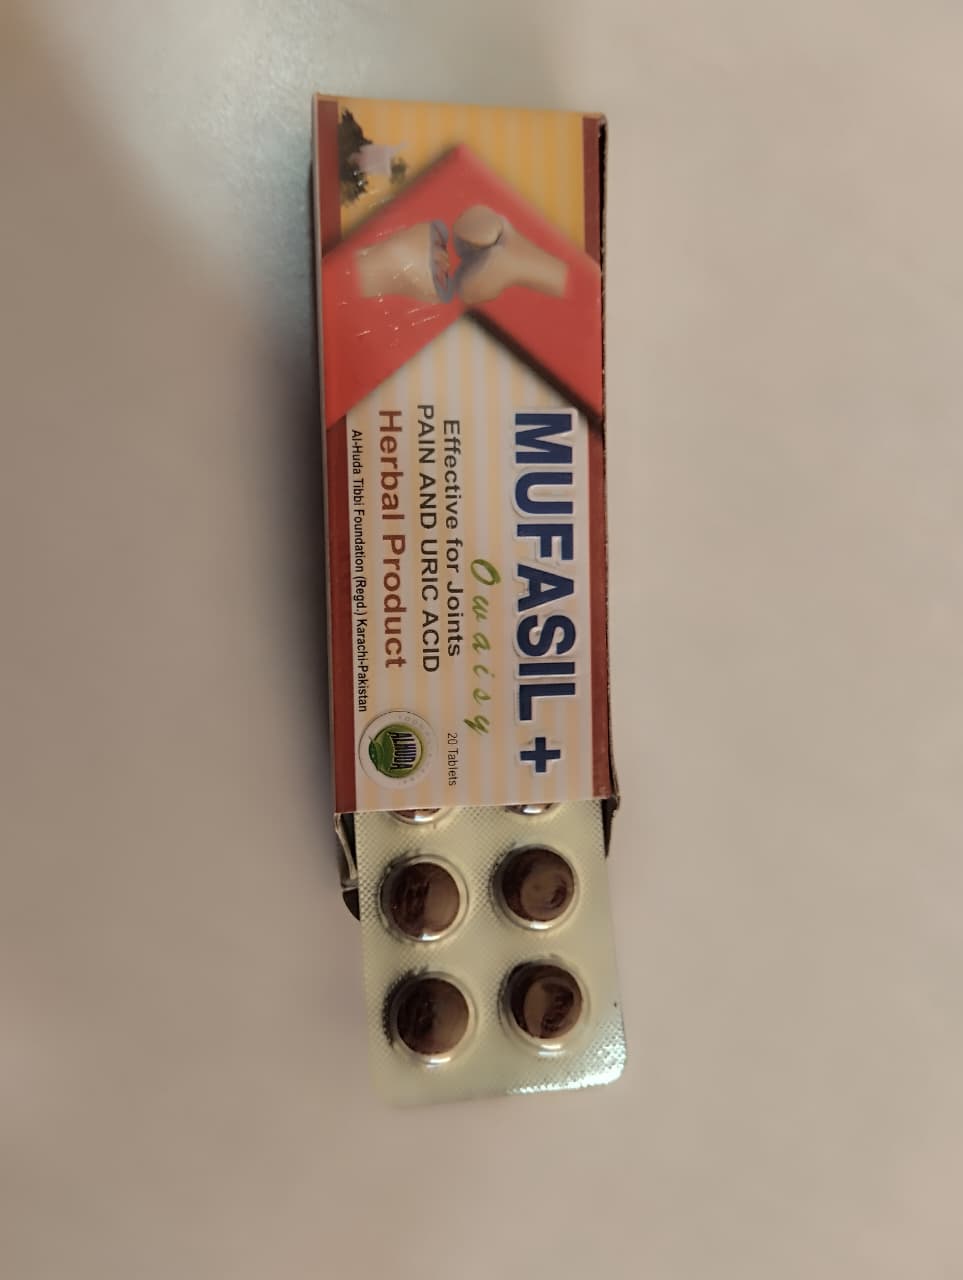 MUFASIL +
Owaisy
Effective for Joints
PAIN AND URIC ACID
20 Tablets
Herbal Product
Al-Huda Tibbi Foundation (Regd.) Karachi-Pakistan
ALHUDA